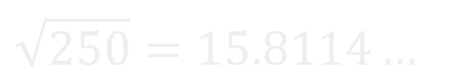 √250 = 15.8114 ...